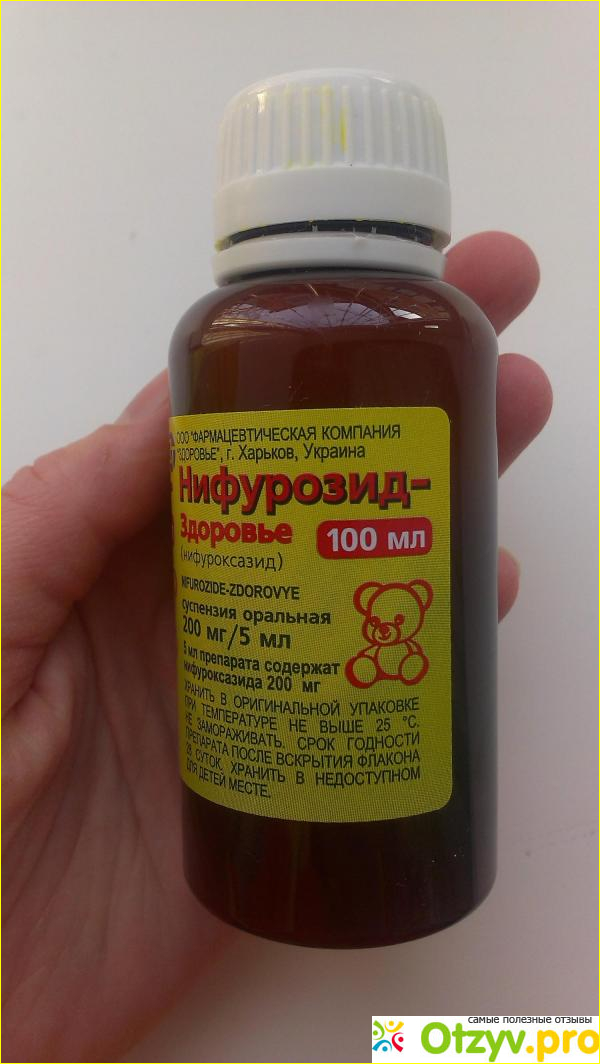 ООО "ФАРМАЦЕВТИЧЕСКАЯ КОМПАНИЯ
"ЗДОРОВЬЕ", г. Харьков, Украина
Нифурозид-
Здоровье
100 мл
(нифуроксазид)
NIFUROZIDE-ZDOROVYE
суспензия оральная
200 мг/5 мл
5 мл препарата содержат
нифуроксазида 200 мг
ХРАНИТЬ В ОРИГИНАЛЬНОЙ УПАКОВКЕ
ПРИ ТЕМПЕРАТУРЕ НЕ ВЫШЕ 25 °С.
НЕ ЗАМОРАЖИВАТЬ. СРОК ГОДНОСТИ
ПРЕПАРАТА ПОСЛЕ ВСКРЫТИЯ ФЛАКОНА
28 СУТОК. ХРАНИТЬ В НЕДОСТУПНОМ
ДЛЯ ДЕТЕЙ МЕСТЕ.
самые полезные отзывы
Otzyv.pro